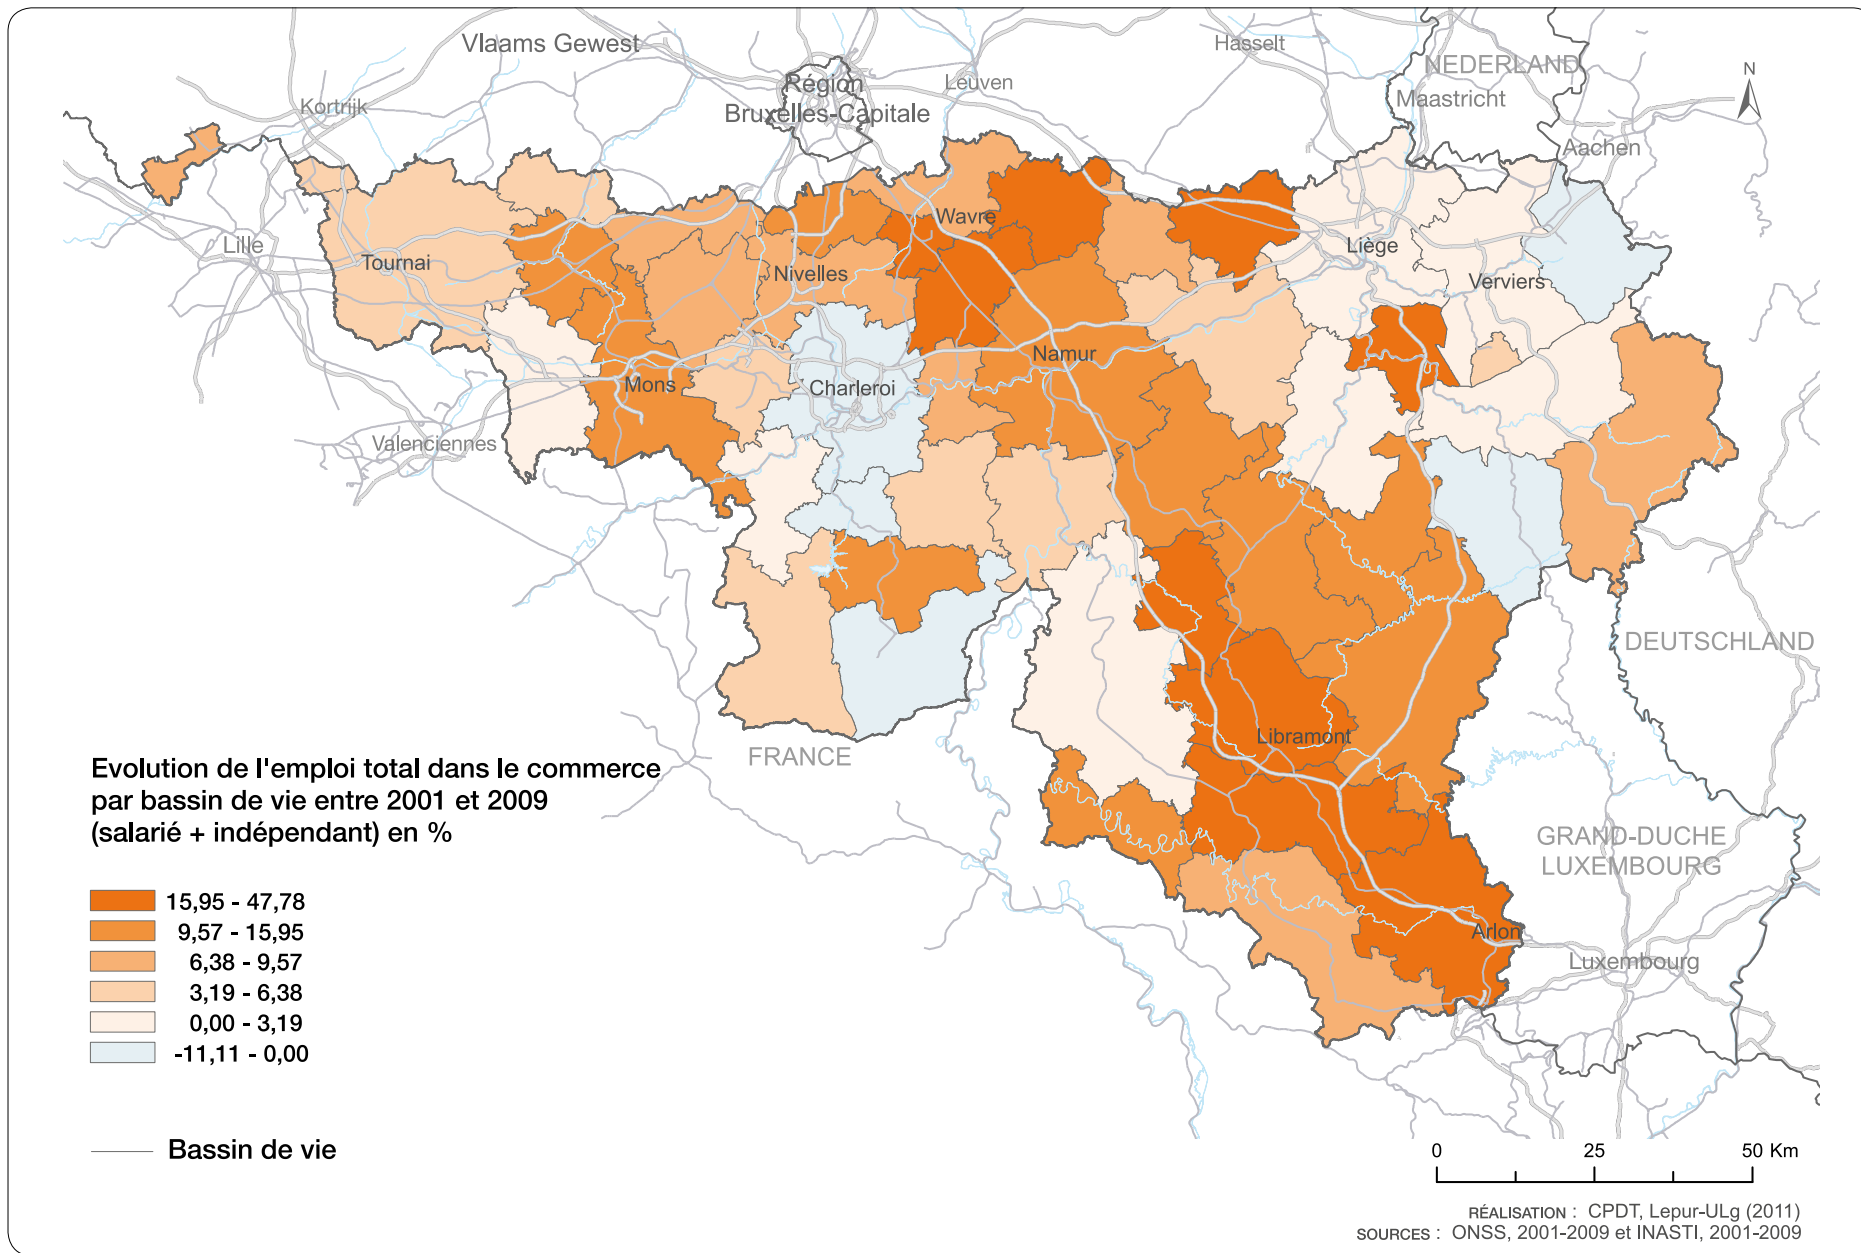 Vlaams Gewest
Hasselt
NEDERLAND
N
Région
Bruxelles-Capitale
Leuven
Maastricht
Kortrijk
Aachen
Wavre
Lille
Tournai
Liège
Nivelles
Verviers
Namur
Mons
Charleroi
Valenciennes
DEUTSCHLAND
Libramont
FRANCE
Evolution de l'emploi total dans le commerce
par bassin de vie entre 2001 et 2009
(salarié + indépendant) en %
GRAND-DUCHE
LUXEMBOURG
15,95 - 47,78
9,57 - 15,95
6,38 - 9,57
3,19 - 6,38
0,00 - 3,19
-11,11 - 0,00
Arlon
Luxembourg
Bassin de vie
0 25 50 Km
RÉALISATION : CPDT, Lepur-ULg (2011)
SOURCES : ONSS, 2001-2009 et INASTI, 2001-2009